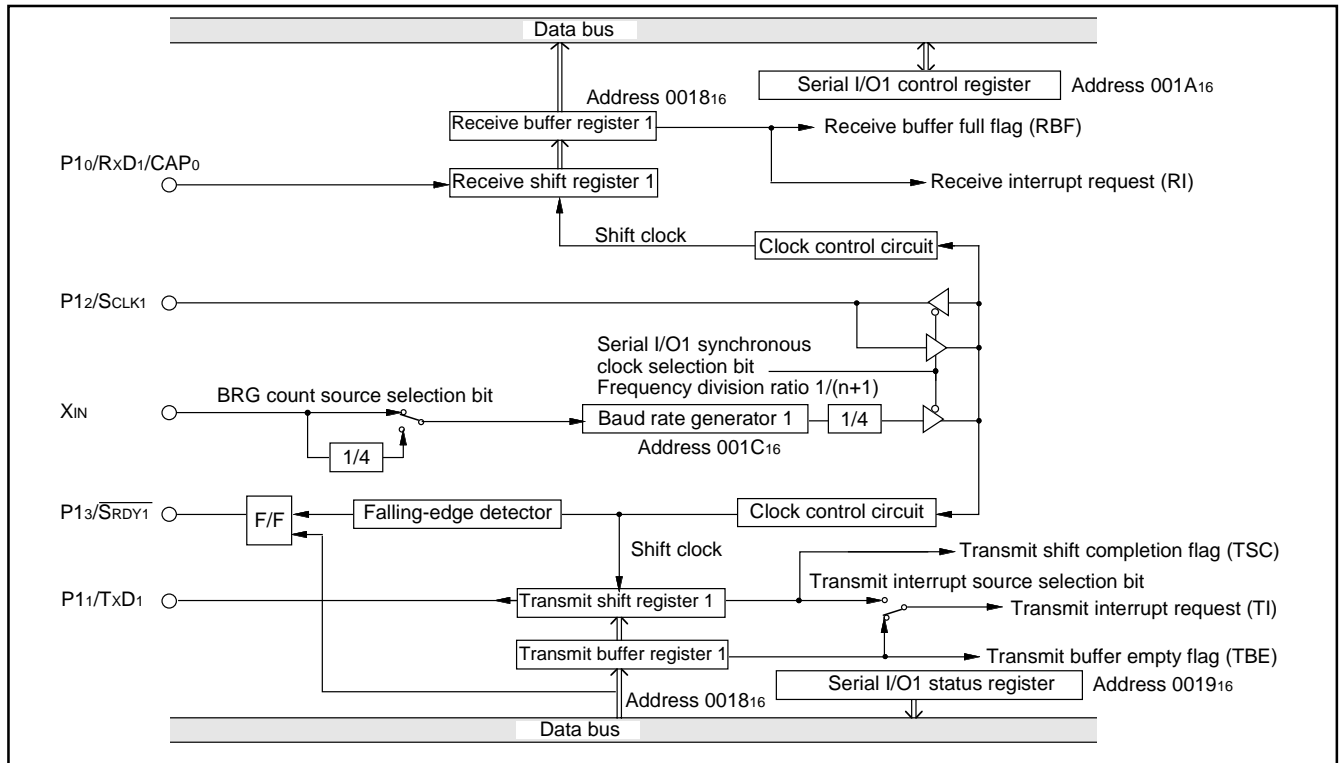 Data bus
Serial I/O1 control register
Address 001A16
Address 001816
Receive buffer register 1
Receive buffer full flag (RBF)
P10/RXD1/CAP0
Receive shift register 1
Receive interrupt request (RI)
Shift clock
Clock control circuit
P12/SCLK1
Serial I/O1 synchronous
clock selection bit
Frequency division ratio 1/(n+1)
BRG count source selection bit
XIN
Baud rate generator 1
1/4
1/4
Address 001C16
P13/SRDY1
F/F
Falling-edge detector
Clock control circuit
Shift clock
Transmit shift completion flag (TSC)
Transmit interrupt source selection bit
P11/TXD1
Transmit shift register 1
Transmit interrupt request (TI)
Transmit buffer register 1
Transmit buffer empty flag (TBE)
Address 001816
Serial I/O1 status register
Address 001916
Data bus